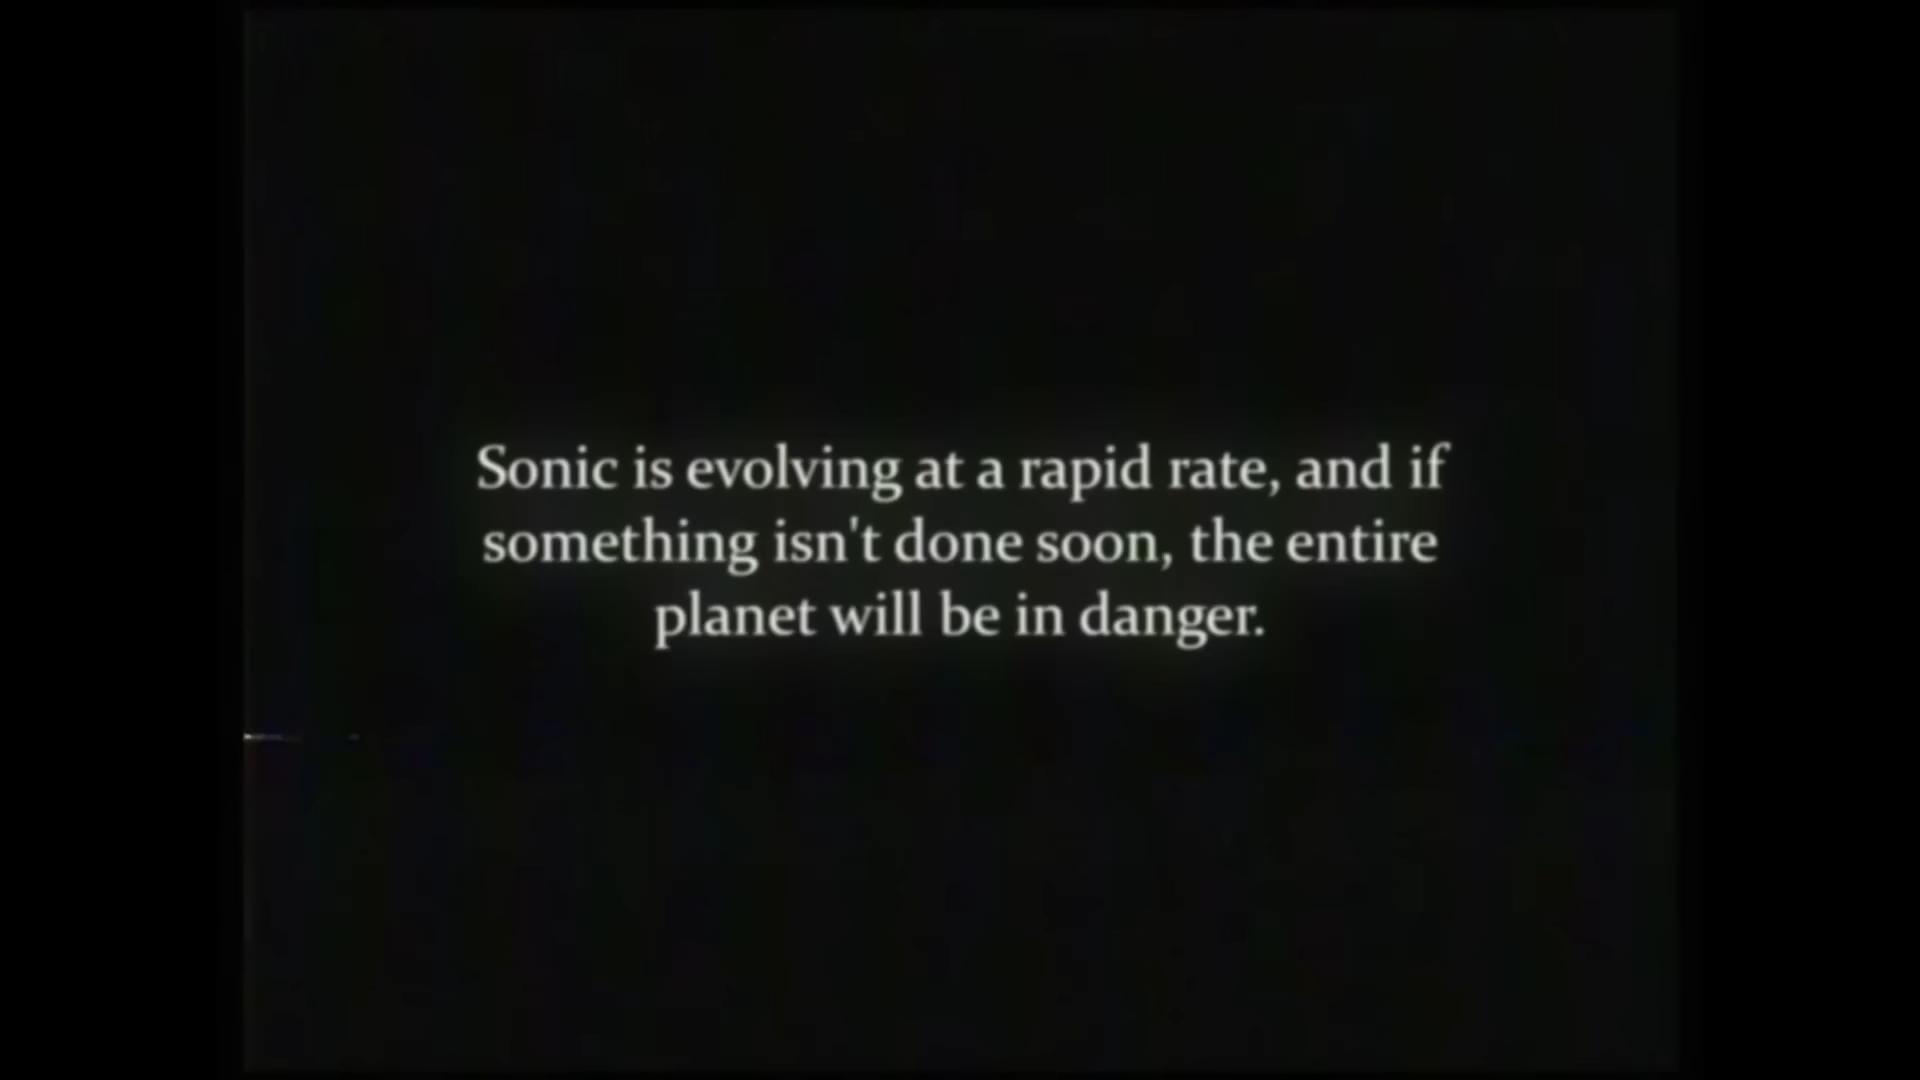 Sonic is evolving at a rapid rate, and if
something isn't done soon, the entire
planet will be in danger.